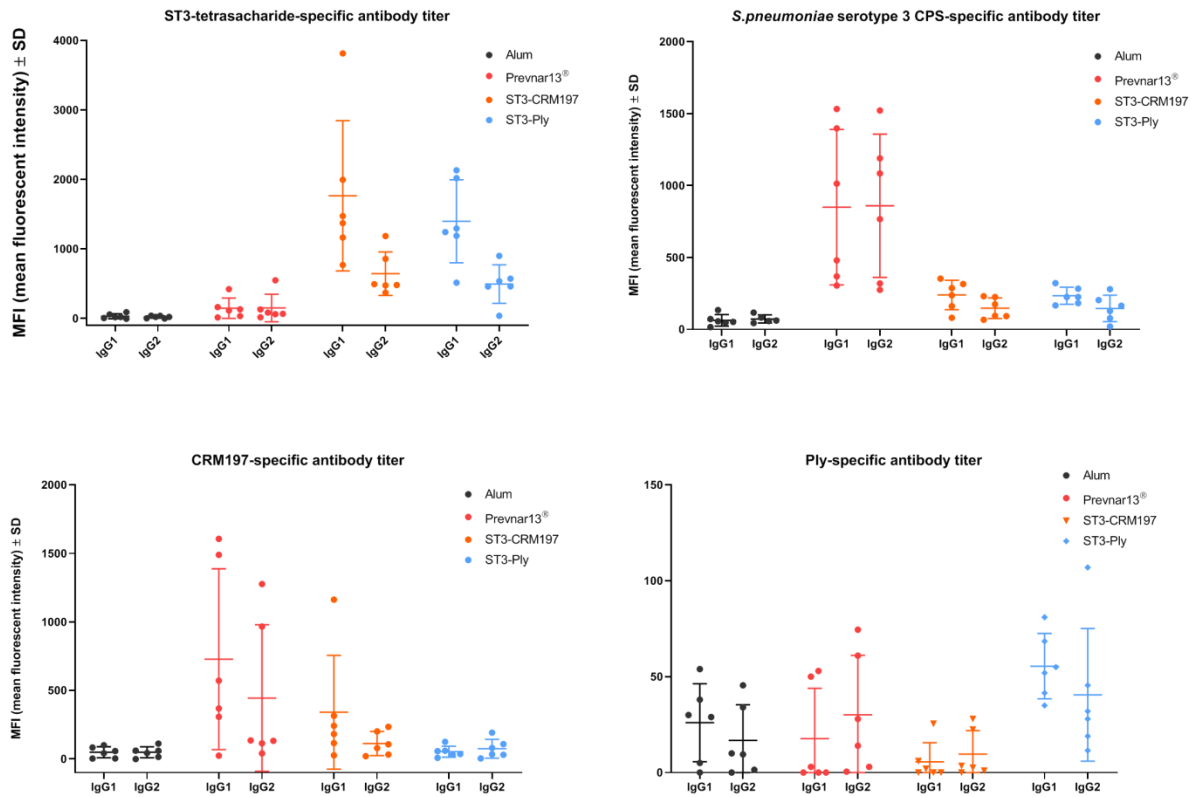 ST3-tetrasacharide-specific antibody titer
MFI (mean fluorescent intensity) ± SD
4000
3000
2000
1000
0
IgG1 IgG2 IgG1 IgG2 IgG1 IgG2 IgG1 IgG2
Alum
Prevnar13®
ST3-CRM197
ST3-Ply
S.pneumoniae serotype 3 CPS-specific antibody titer
MFI (mean fluorescent intensity) ± SD
2000
1500
1000
500
0
IgG1 IgG2 IgG1 IgG2 IgG1 IgG2 IgG1 IgG2
Alum
Prevnar13®
ST3-CRM197
ST3-Ply
CRM197-specific antibody titer
MFI (mean fluorescent intensity) ± SD
2000
1500
1000
500
0
IgG1 IgG2 IgG1 IgG2 IgG1 IgG2 IgG1 IgG2
Alum
Prevnar13®
ST3-CRM197
ST3-Ply
Ply-specific antibody titer
MFI (mean fluorescent intensity) ± SD
150
100
50
0
IgG1 IgG2 IgG1 IgG2 IgG1 IgG2 IgG1 IgG2
Alum
Prevnar13®
ST3-CRM197
ST3-Ply